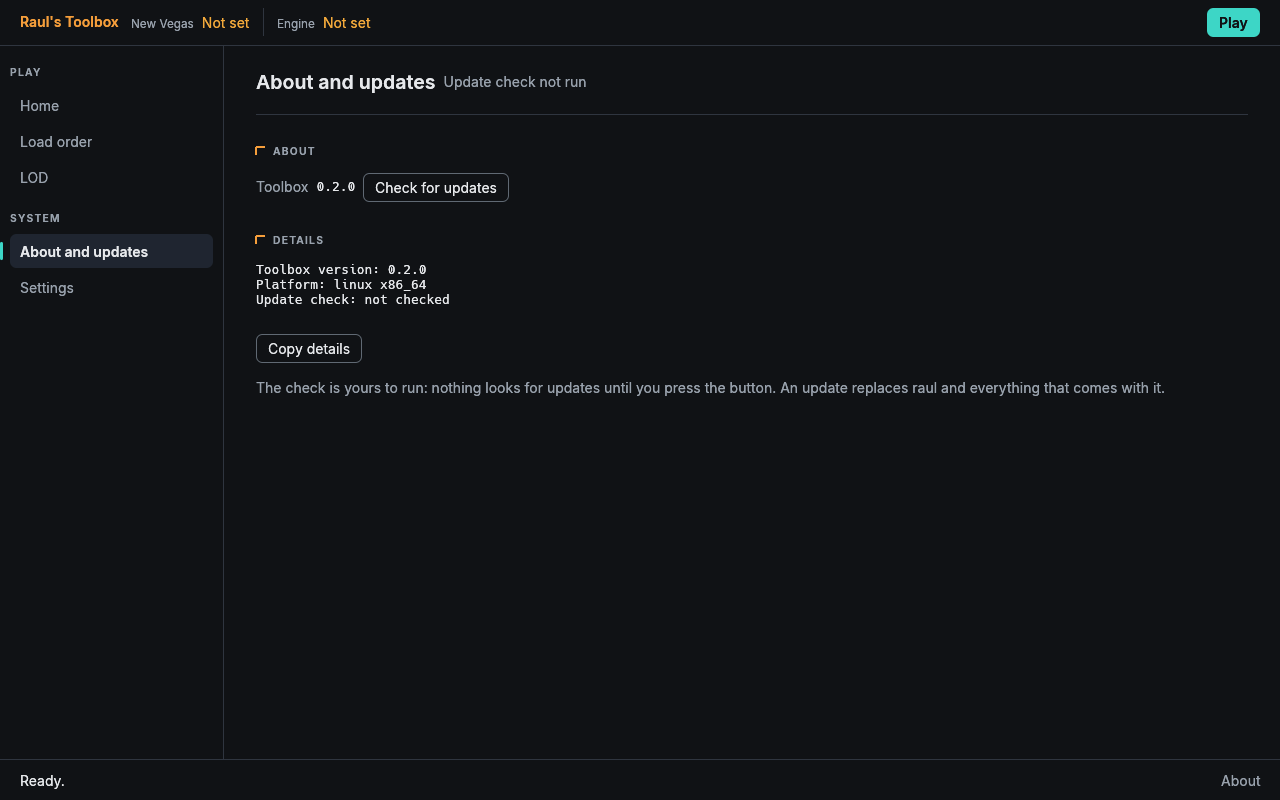 Raul's Toolbox New Vegas Not set Engine Not set Play
PLAY
Home
Load order
LOD
SYSTEM
About and updates
Settings
About and updates Update check not run
ABOUT
Toolbox 0.2.0 Check for updates
DETAILS
Toolbox version: 0.2.0
Platform: linux x86_64
Update check: not checked
Copy details
The check is yours to run: nothing looks for updates until you press the button. An update replaces raul and everything that comes with it.
Ready. About